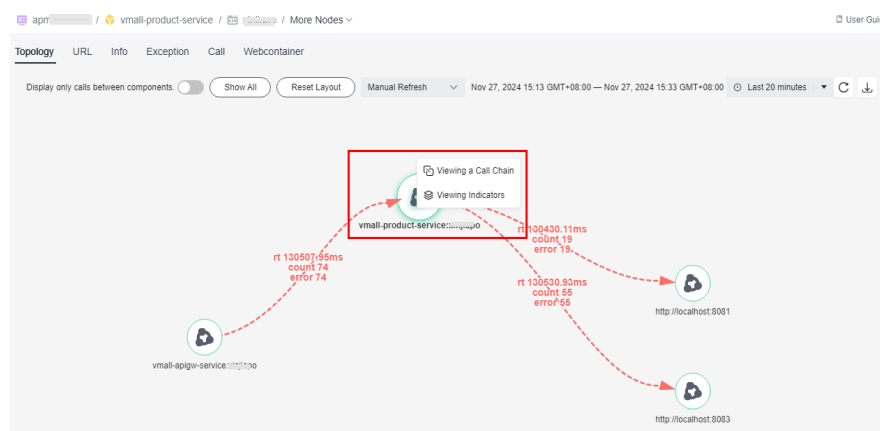 apm / vmall-product-service / / More Nodes
User Guid
Topology URL Info Exception Call Webcontainer
Display only calls between components. Show All Reset Layout Manual Refresh Nov 27, 2024 15:13 GMT+08:00 — Nov 27, 2024 15:33 GMT+08:00 Last 20 minutes
Viewing a Call Chain
Viewing Indicators
vmall-product-service::
rt 130430.11ms
count 19
error 19
rt 130507.95ms
count 74
error 74
rt 130530.93ms
count 55
error 55
http://localhost:8081
vmall-apigw-service:
http://localhost:8083